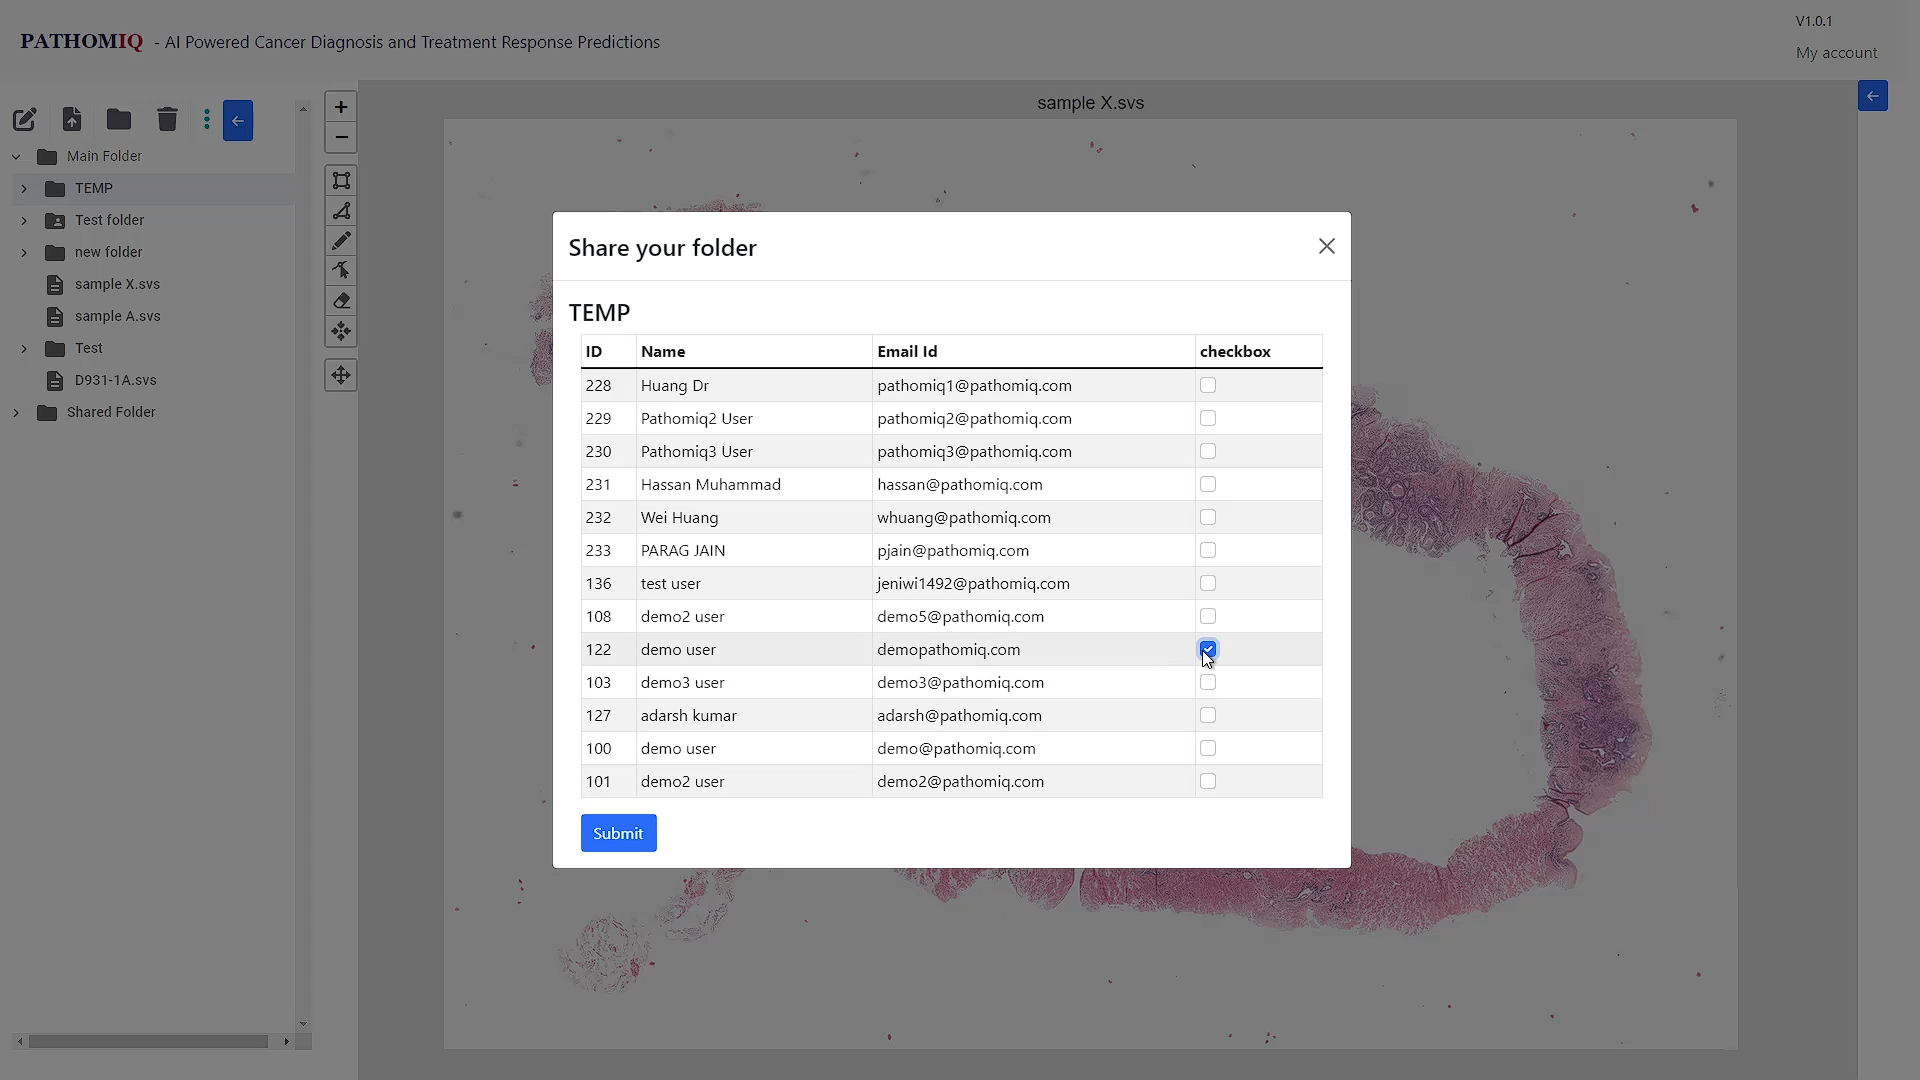 PATHOMIQ - AI Powered Cancer Diagnosis and Treatment Response Predictions
V1.0.1
My account
Main Folder
TEMP
Test folder
new folder
sample X.svs
sample A.svs
Test
D931-1A.svs
Shared Folder
sample X.svs
Share your folder
TEMP
ID Name Email Id checkbox
228 Huang Dr pathomiq1@pathomiq.com
229 Pathomiq2 User pathomiq2@pathomiq.com
230 Pathomiq3 User pathomiq3@pathomiq.com
231 Hassan Muhammad hassan@pathomiq.com
232 Wei Huang whuang@pathomiq.com
233 PARAG JAIN pjain@pathomiq.com
136 test user jeniwi1492@pathomiq.com
108 demo2 user demo5@pathomiq.com
122 demo user demopathomiq.com
103 demo3 user demo3@pathomiq.com
127 adarsh kumar adarsh@pathomiq.com
100 demo user demo@pathomiq.com
101 demo2 user demo2@pathomiq.com
Submit